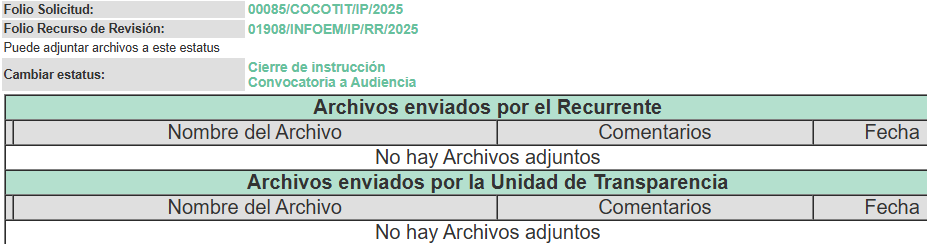 Folio Solicitud: 00085/COCOTIT/IP/2025
Folio Recurso de Revisión: 01908/INFOEM/IP/RR/2025
Puede adjuntar archivos a este estatus
Cambiar estatus: Cierre de instrucción
Convocatoria a Audiencia
Archivos enviados por el Recurrente
Nombre del Archivo Comentarios Fecha
No hay Archivos adjuntos
Archivos enviados por la Unidad de Transparencia
Nombre del Archivo Comentarios Fecha
No hay Archivos adjuntos